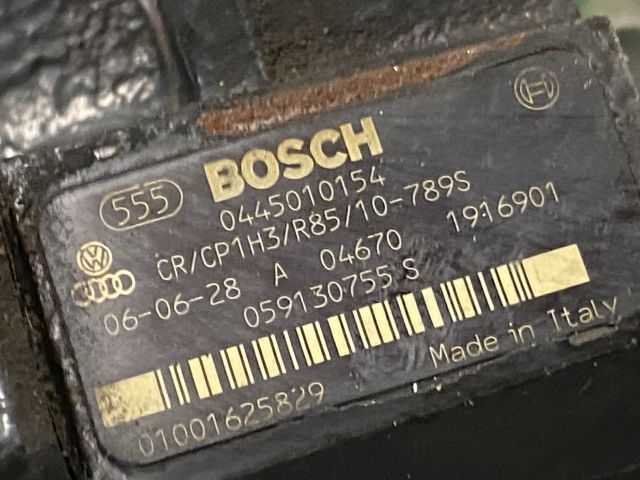 555 BOSCH
0445010154
CR/CP1H3/R85/10-789S
06-06-28 A 04670 1916901
059130755 S
Made in Italy
01001625829